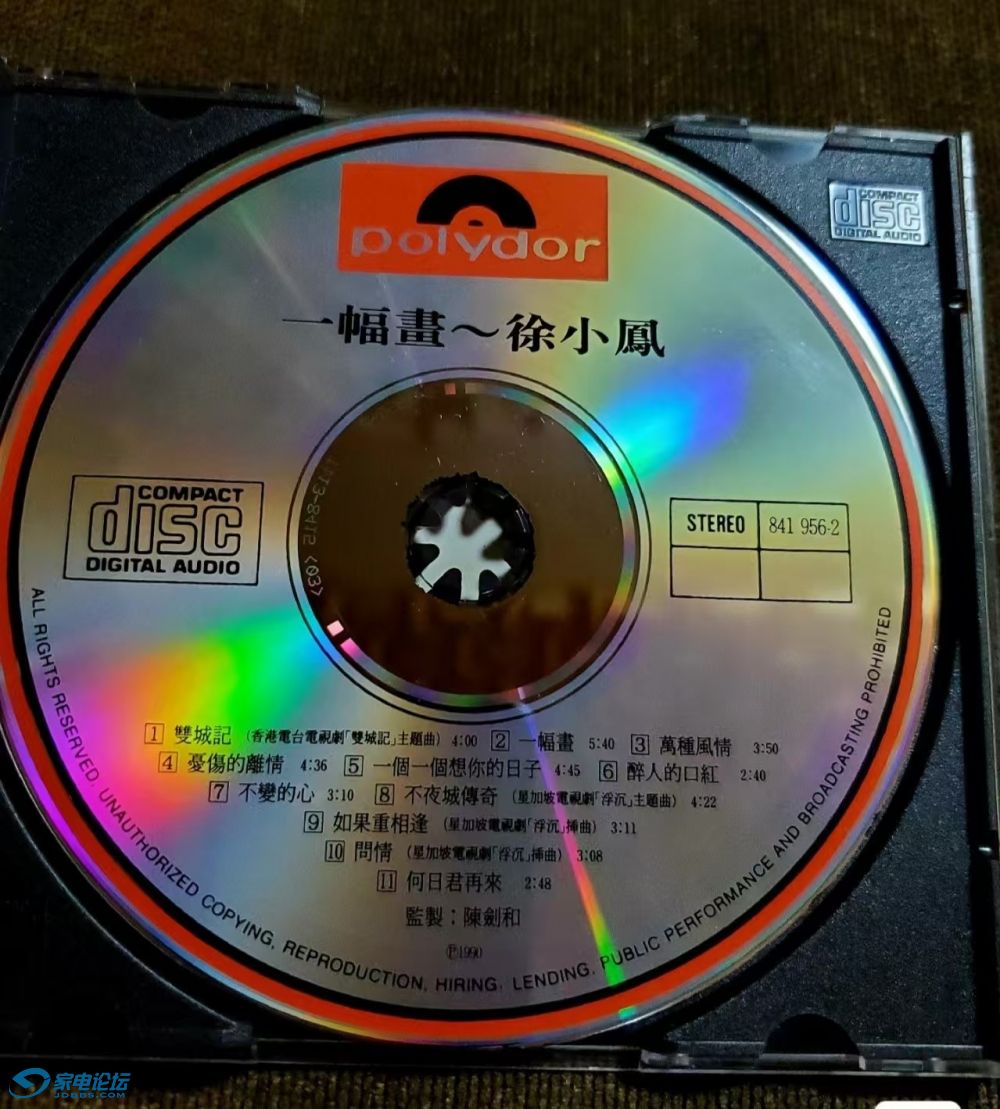 COMPACT
disc
DIGITAL AUDIO
polydor
一幅畫～徐小鳳
COMPACT
disc
DIGITAL AUDIO
STEREO 841 956-2
1 雙城記 (香港電台電視劇「雙城記」主題曲) 4:00 2 一幅畫 5:40 3 萬種風情 3:50
4 憂傷的離情 4:36 5 一個一個想你的日子 4:45 6 醉人的口紅 2:40
7 不變的心 3:10 8 不夜城傳奇 (星加坡電視劇「浮沉」主題曲) 4:22
9 如果重相逢 (星加坡電視劇「浮沉」插曲) 3:11
10 問情 (星加坡電視劇「浮沉」插曲) 3:08
11 何日君再來 2:48
監製：陳劍和
Ⓟ1990
ALL RIGHTS RESERVED. UNAUTHORIZED COPYING, REPRODUCTION, HIRING, LENDING, PUBLIC PERFORMANCE AND BROADCASTING PROHIBITED
家电论坛
JDBBS.COM